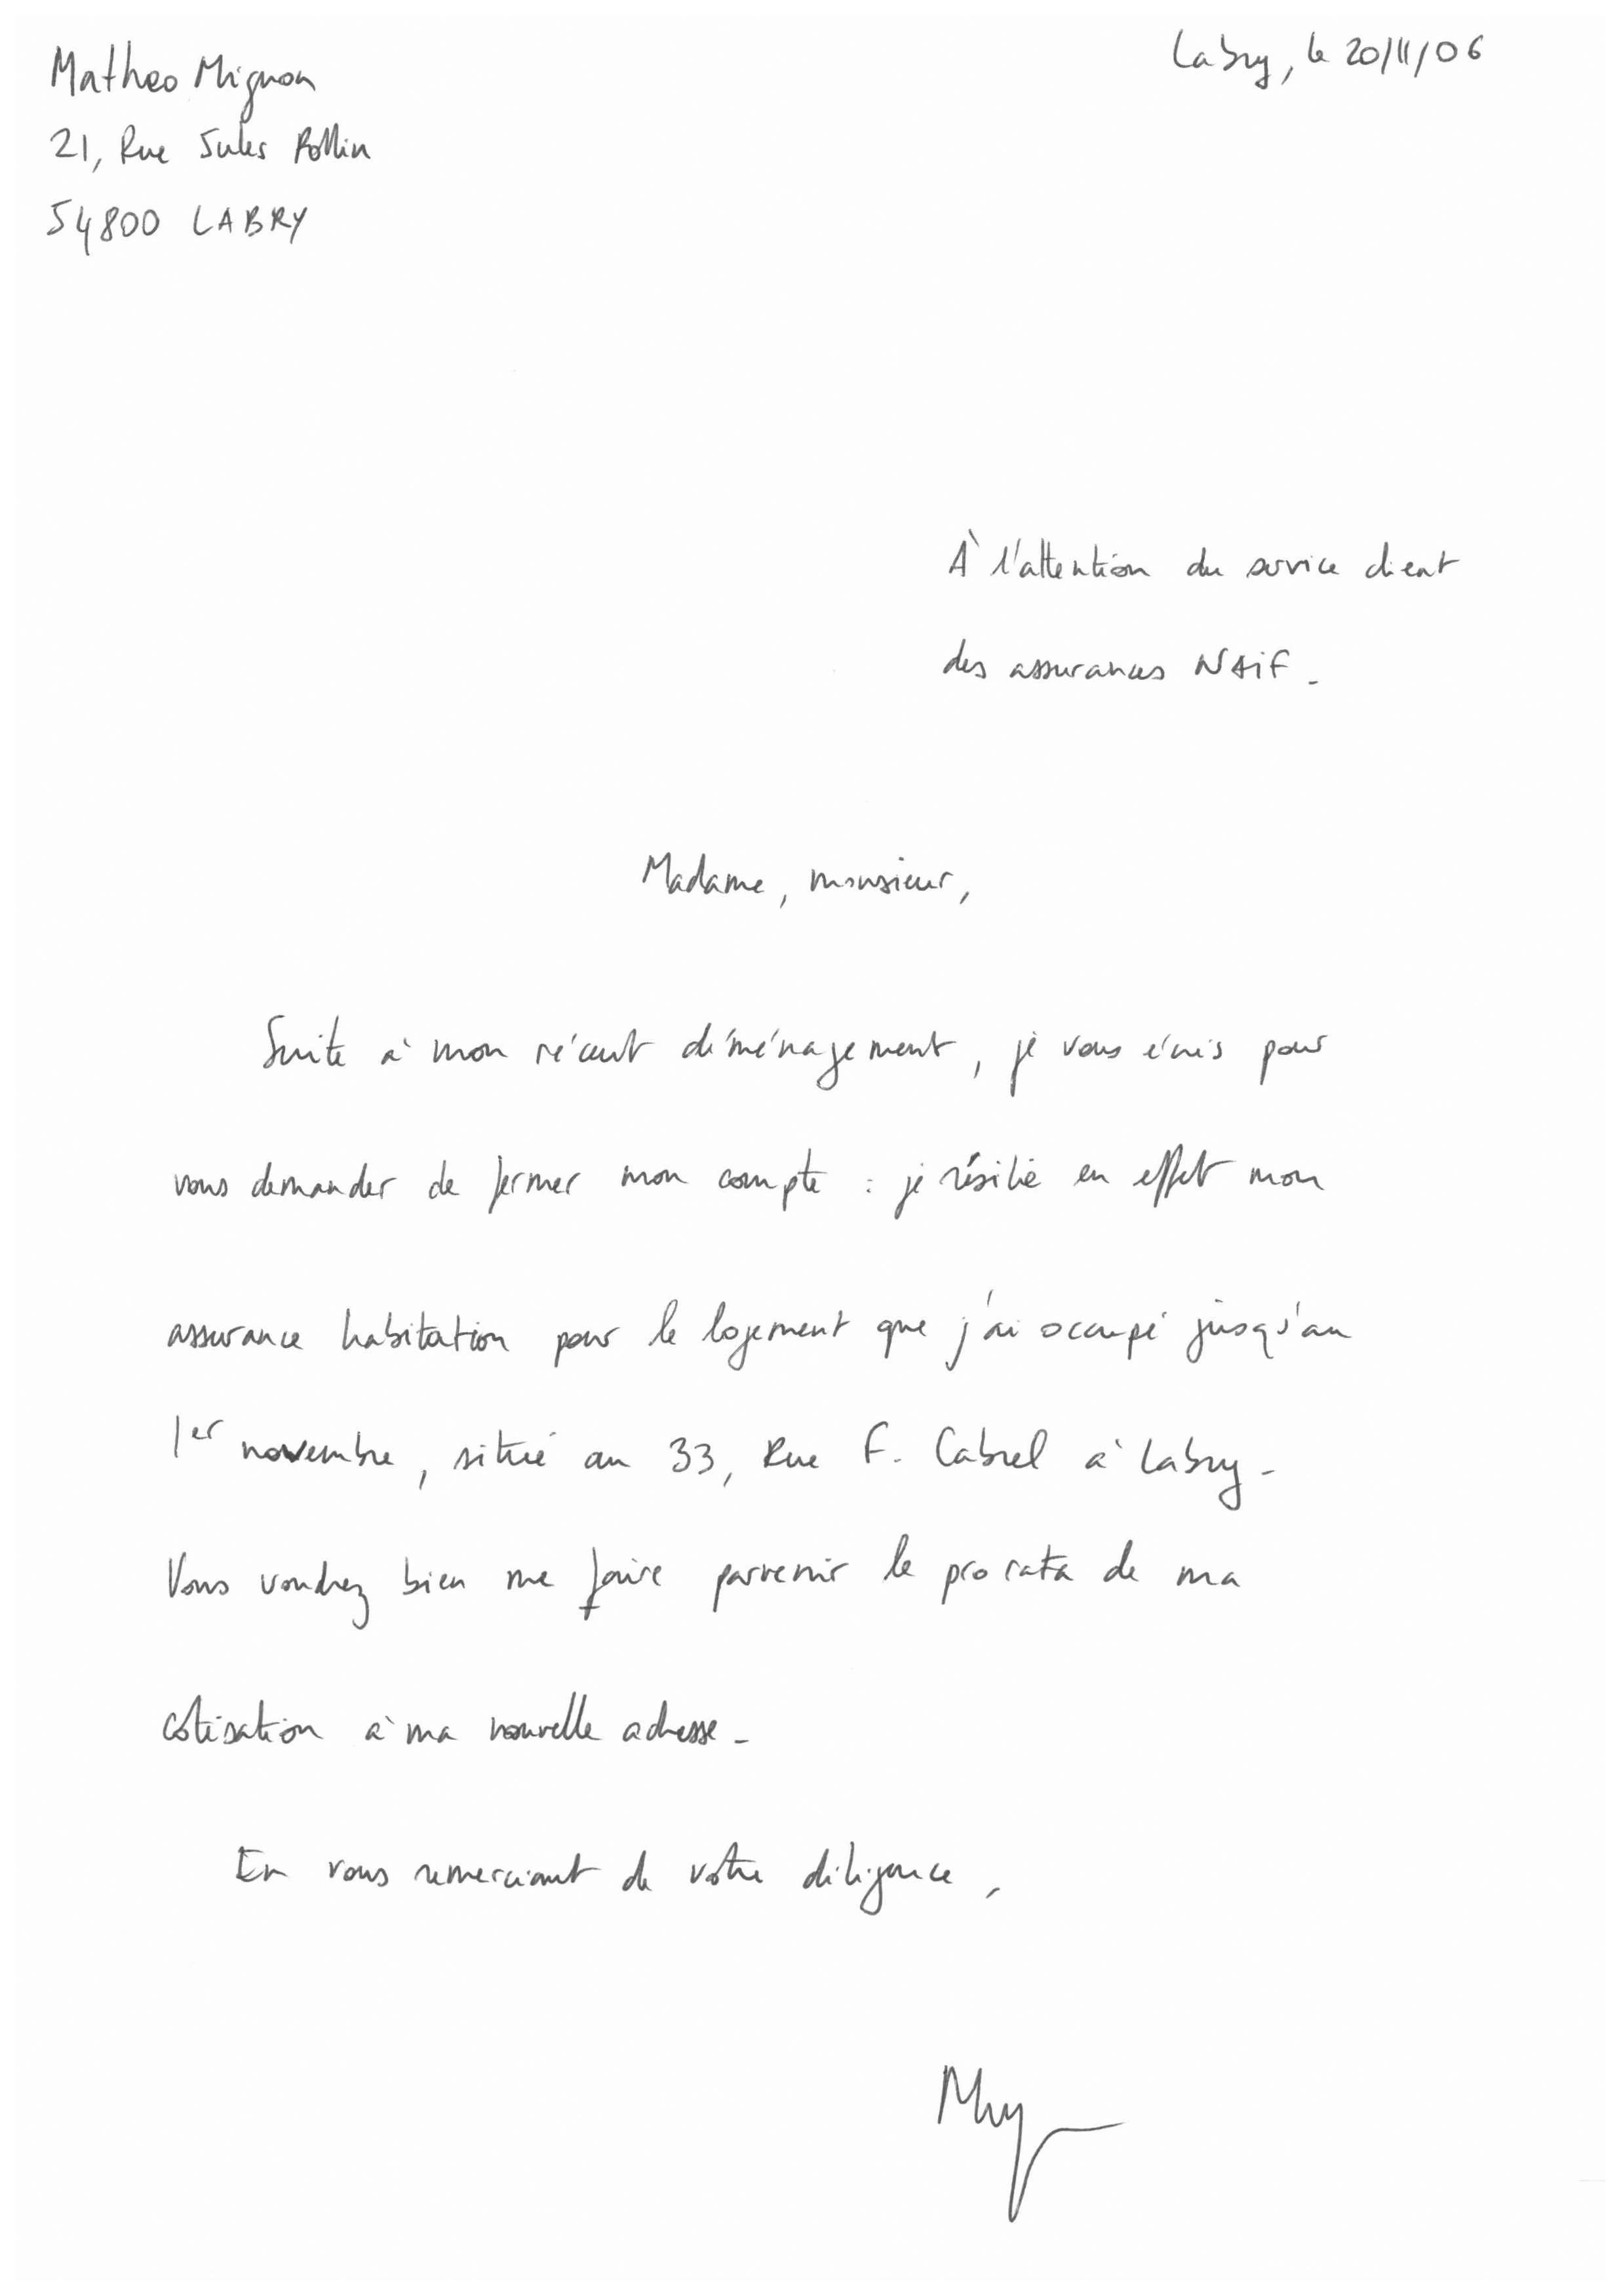 Matheo Mignon
21, Rue Jules Pollin
54800 LABRY
Labry, le 20/11/06
À l'attention du service client
des assurances NAiF.
Madame, monsieur,
Suite à mon récent déménagement, je vous écris pour
vous demander de fermer mon compte : je résilie en effet mon
assurance habitation pour le logement que j'ai occupé jusqu'au
1er novembre, situé au 33, Rue F. Cabrel à Labry.
Vous voudrez bien me faire parvenir le pro rata de ma
cotisation à ma nouvelle adresse.
En vous remerciant de votre diligence,